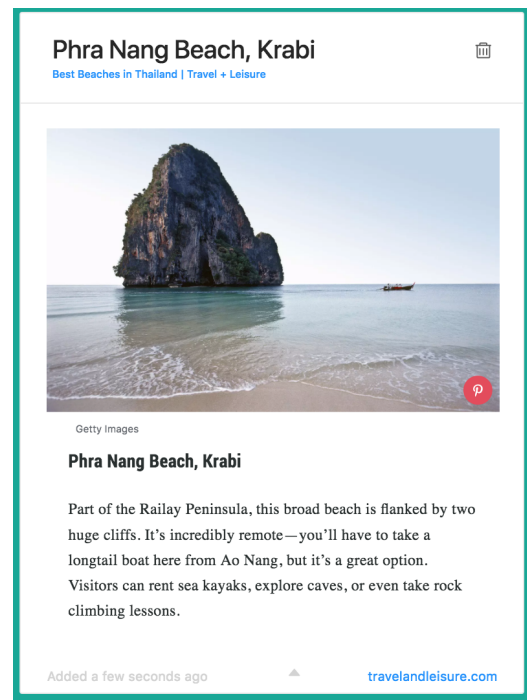 Phra Nang Beach, Krabi
Best Beaches in Thailand | Travel + Leisure
Getty Images
Phra Nang Beach, Krabi
Part of the Railay Peninsula, this broad beach is flanked by two
huge cliffs. It’s incredibly remote—you’ll have to take a
longtail boat here from Ao Nang, but it’s a great option.
Visitors can rent sea kayaks, explore caves, or even take rock
climbing lessons.
Added a few seconds ago
travelandleisure.com